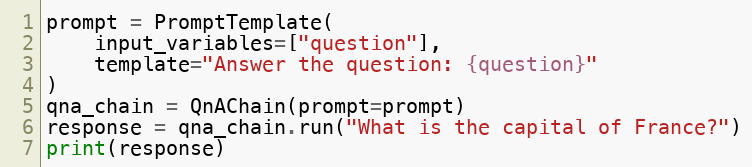 1 prompt = PromptTemplate(
2     input_variables=["question"],
3     template="Answer the question: {question}"
4 )
5 qna_chain = QnAChain(prompt=prompt)
6 response = qna_chain.run("What is the capital of France?")
7 print(response)